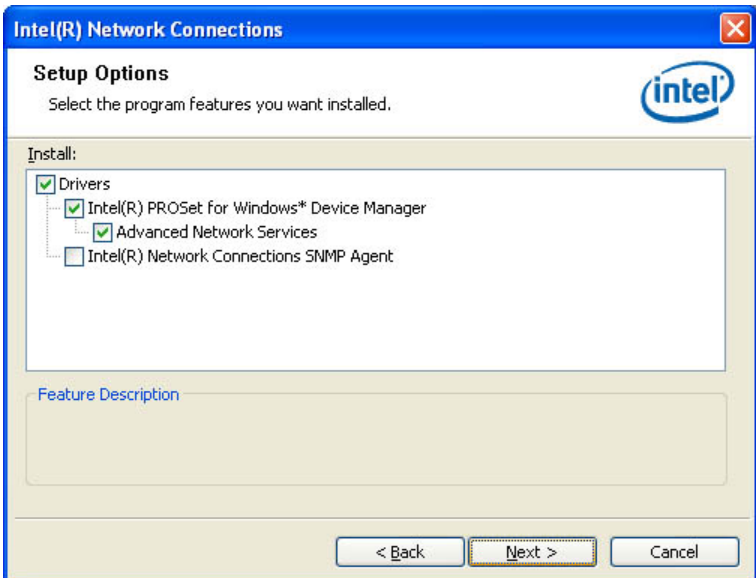 Intel(R) Network Connections
Setup Options
Select the program features you want installed.
intel
Install:
Drivers
Intel(R) PROSet for Windows* Device Manager
Advanced Network Services
Intel(R) Network Connections SNMP Agent
Feature Description
< Back Next > Cancel